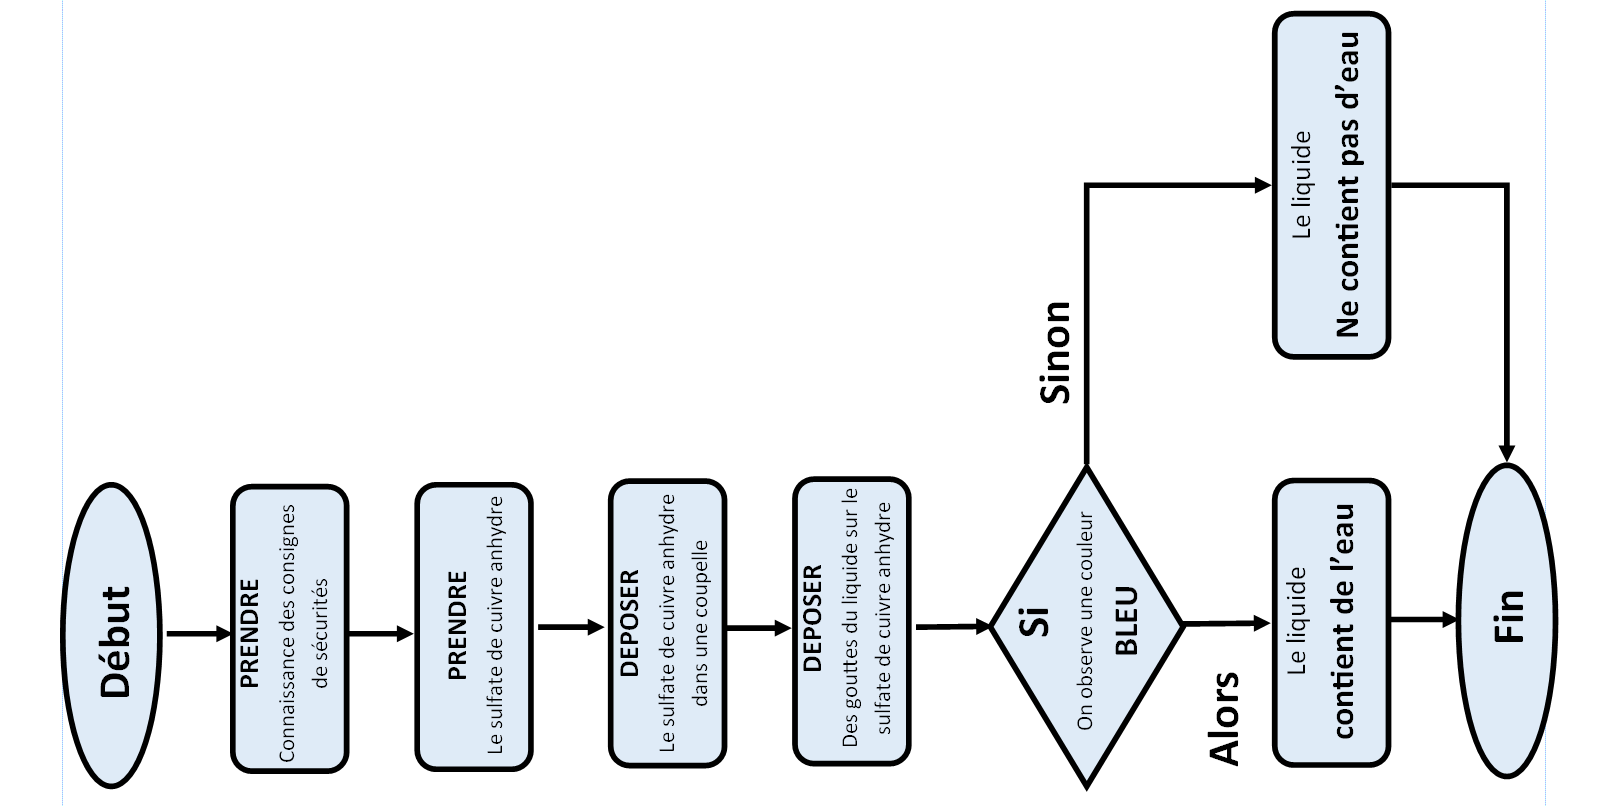 Début
PRENDRE
Connaissance des consignes
de sécurités
PRENDRE
Le sulfate de cuivre anhydre
DEPOSER
Le sulfate de cuivre anhydre
dans une coupelle
DEPOSER
Des gouttes du liquide sur le
sulfate de cuivre anhydre
Si
On observe une couleur
BLEU
Sinon
Le liquide
Ne contient pas d’eau
Alors
Le liquide
contient de l’eau
Fin